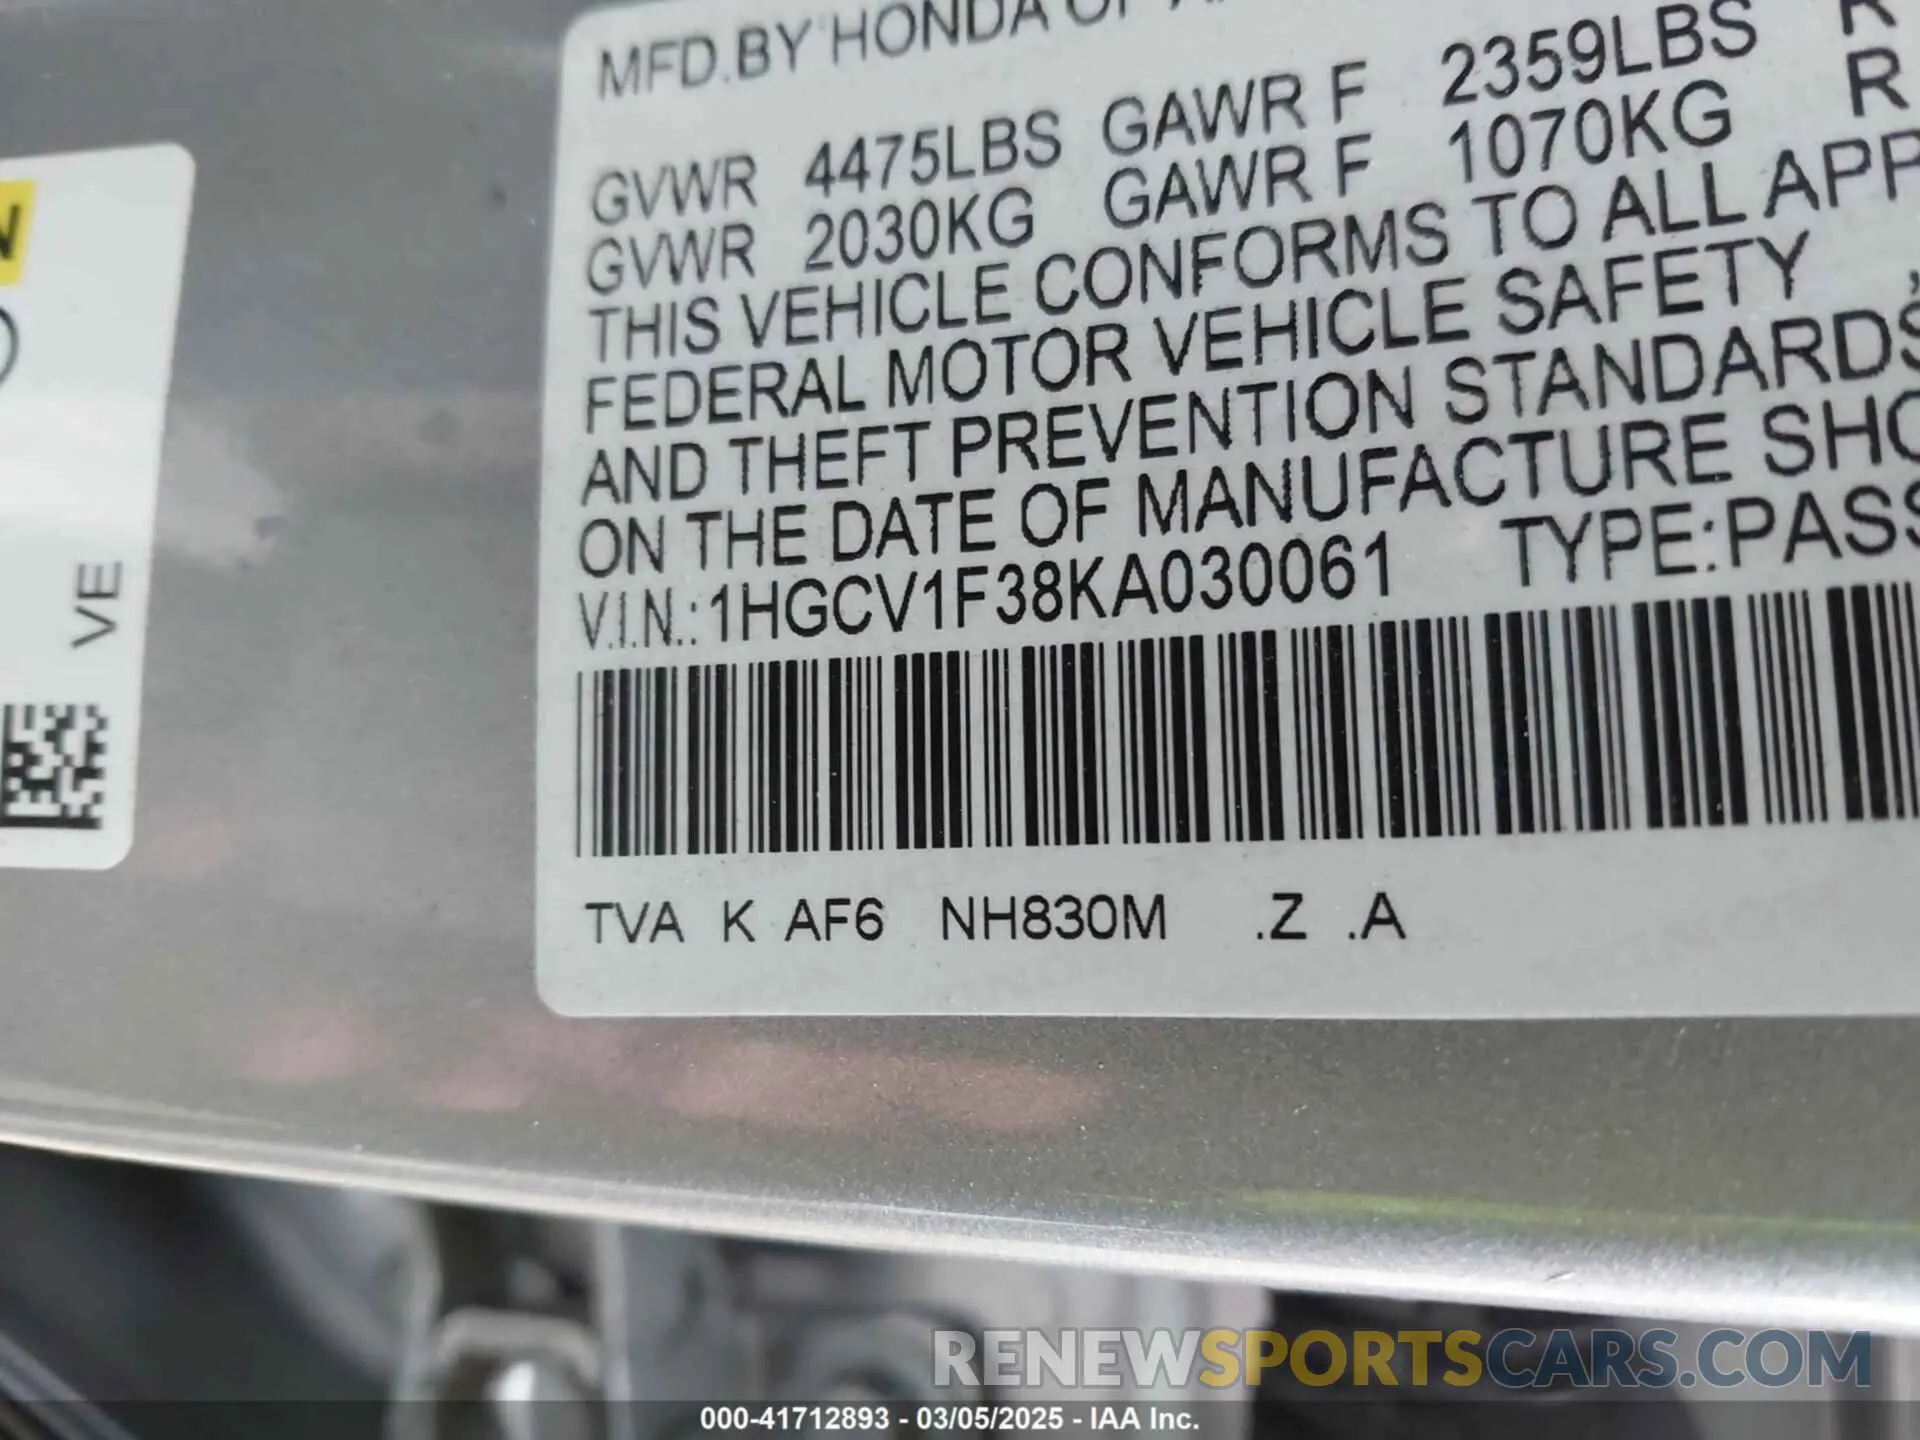 MFD.BY HONDA OF
GVWR 4475LBS GAWR F 2359LBS R
GVWR 2030KG GAWR F 1070KG R
THIS VEHICLE CONFORMS TO ALL APP
FEDERAL MOTOR VEHICLE SAFETY ,
AND THEFT PREVENTION STANDARDS
ON THE DATE OF MANUFACTURE SHO
V.I.N.: 1HGCV1F38KA030061 TYPE:PASS
TVA K AF6 NH830M .Z .A
N
VE
RENEWSPORTSCARS.COM
000-41712893 - 03/05/2025 - IAA Inc.